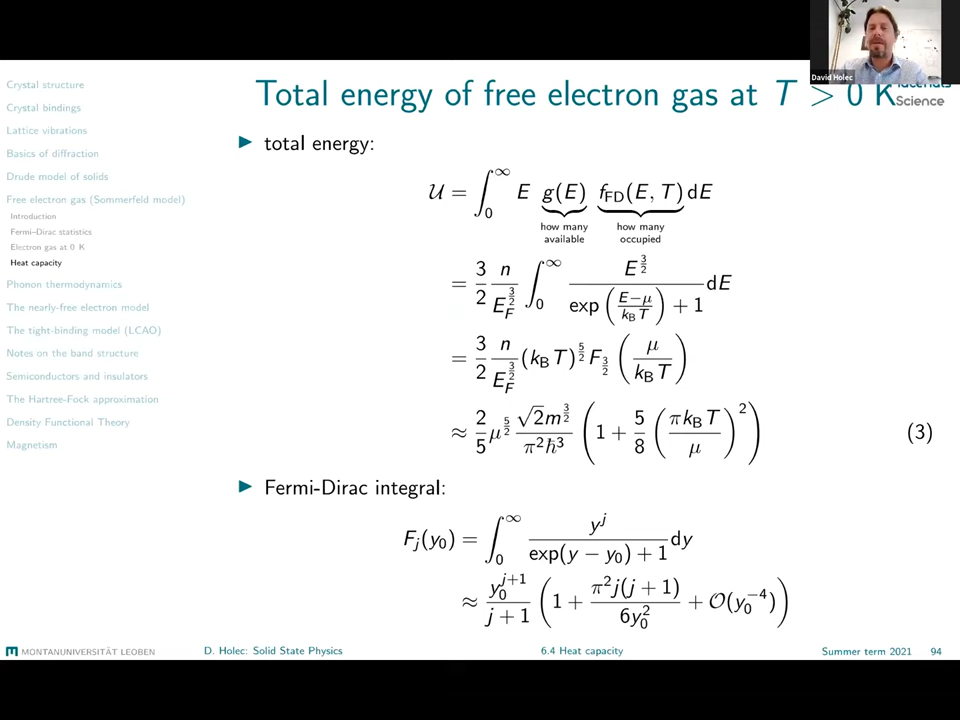 David Holec
Materials
Science
Total energy of free electron gas at T > 0 K
Crystal structure
Crystal bindings
Lattice vibrations
Basics of diffraction
Drude model of solids
Free electron gas (Sommerfeld model)
Introduction
Fermi–Dirac statistics
Electron gas at 0 K
Heat capacity
Phonon thermodynamics
The nearly-free electron model
The tight-binding model (LCAO)
Notes on the band structure
Semiconductors and insulators
The Hartree-Fock approximation
Density Functional Theory
Magnetism
▶ total energy:
𝒰 = ∫₀^∞ E g(E) f_FD(E, T) dE
how many available
how many occupied
= 3/2 n/E_F^(3/2) ∫₀^∞ E^(3/2) / (exp((E−μ)/(k_B T)) + 1) dE
= 3/2 n/E_F^(3/2) (k_B T)^(5/2) F_(3/2) (μ/(k_B T))
≈ 2/5 μ^(5/2) √2 m^(3/2) / (π² ℏ³) (1 + 5/8 (πk_B T/μ)²) (3)
▶ Fermi-Dirac integral:
F_j(y₀) = ∫₀^∞ y^j / (exp(y − y₀) + 1) dy
≈ y₀^(j+1) / (j + 1) (1 + π² j(j + 1) / (6y₀²) + 𝒪(y₀^(−4)))
MONTANUNIVERSITÄT LEOBEN
D. Holec: Solid State Physics
6.4 Heat capacity
Summer term 2021 94